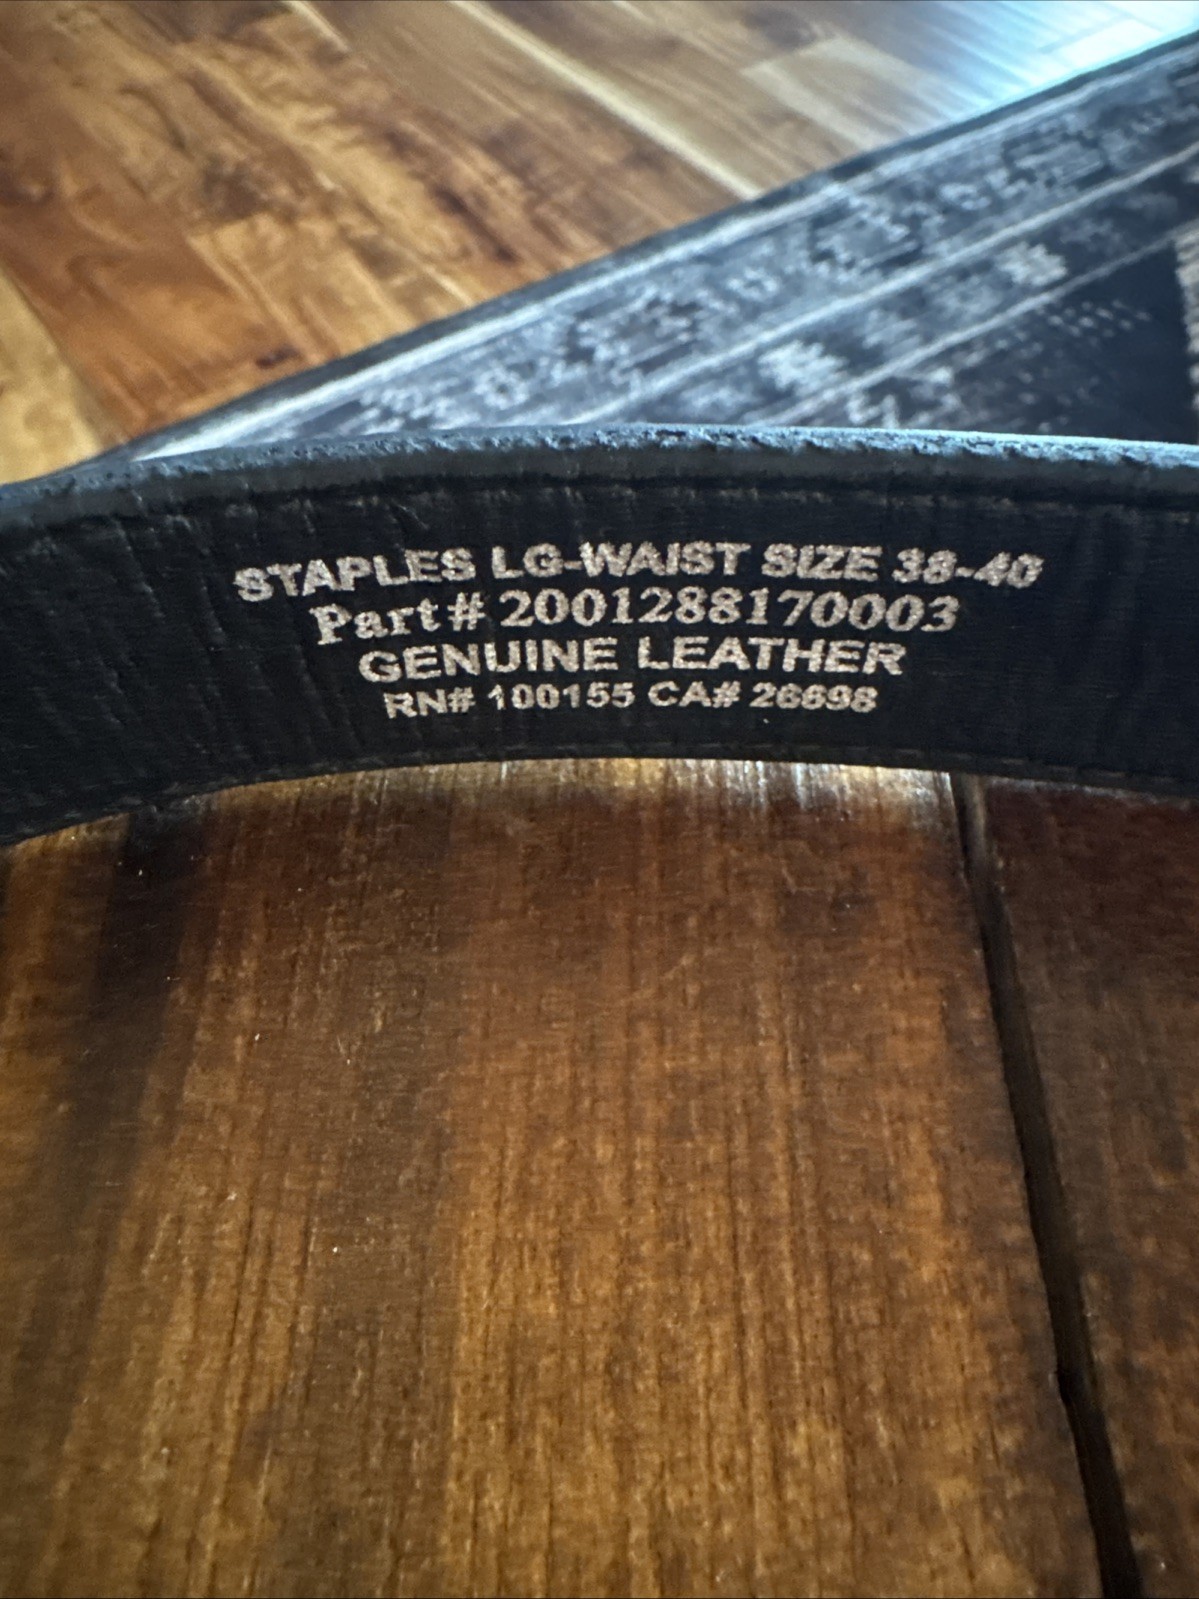 STAPLES LG-WAIST SIZE 38-40
Part# 2001288170003
GENUINE LEATHER
RN# 100155 CA# 26698